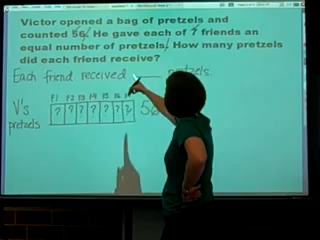 Victor opened a bag of pretzels and
counted 56. He gave each of 7 friends an
equal number of pretzels. How many pretzels
did each friend receive?
Each friend received ____ pretzels.
F1 F2 F3 F4 F5 F6
V's ? ? ? ? ? ? ? 56
pretzels